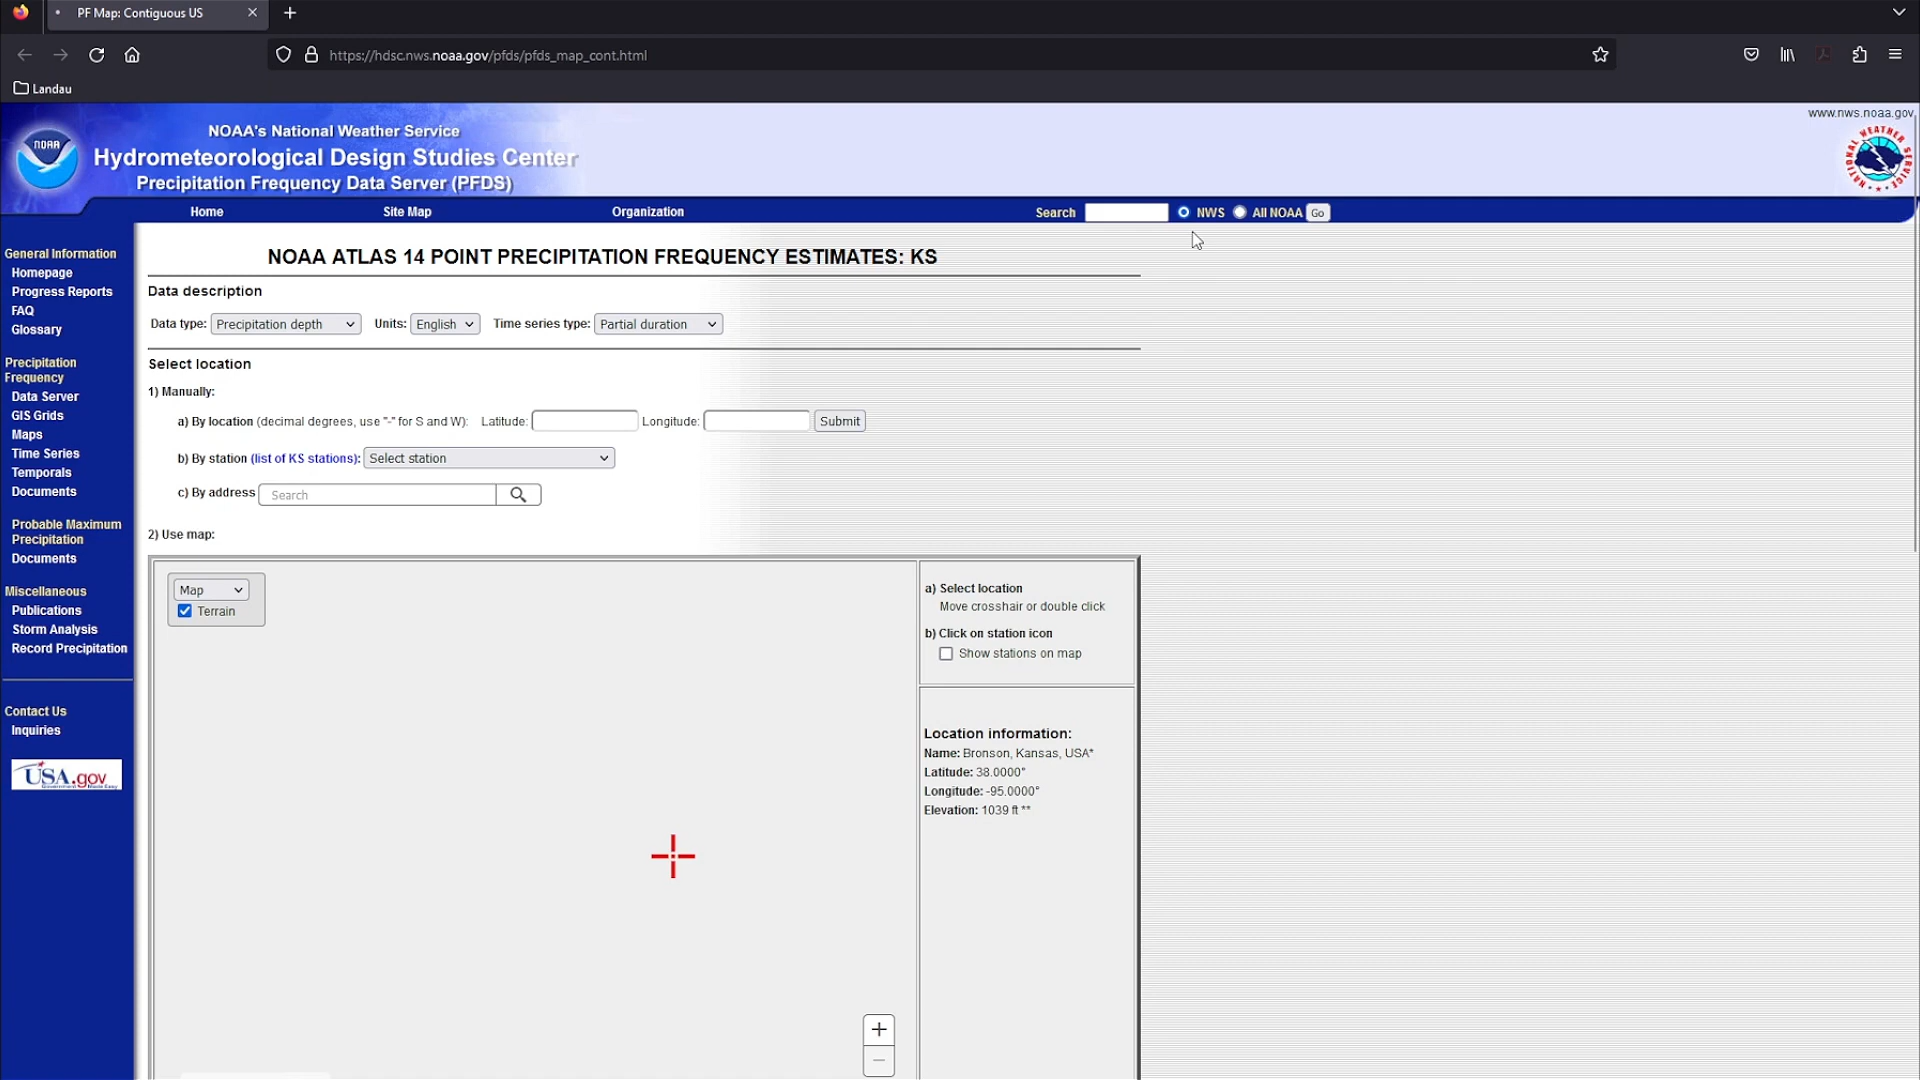 PF Map: Contiguous US
https://hdsc.nws.noaa.gov/pfds/pfds_map_cont.html
Landau
www.nws.noaa.gov
NOAA
NOAA's National Weather Service
Hydrometeorological Design Studies Center
Precipitation Frequency Data Server (PFDS)
NATIONAL WEATHER SERVICE
Home
Site Map
Organization
Search
NWS
All NOAA
Go
General Information
Homepage
Progress Reports
FAQ
Glossary
Precipitation
Frequency
Data Server
GIS Grids
Maps
Time Series
Temporals
Documents
Probable Maximum
Precipitation
Documents
Miscellaneous
Publications
Storm Analysis
Record Precipitation
Contact Us
Inquiries
USA.gov
NOAA ATLAS 14 POINT PRECIPITATION FREQUENCY ESTIMATES: KS
Data description
Data type: Precipitation depth Units: English Time series type: Partial duration
Select location
1) Manually:
a) By location (decimal degrees, use "-" for S and W): Latitude: Longitude: Submit
b) By station (list of KS stations): Select station
c) By address Search
2) Use map:
Map
Terrain
a) Select location
Move crosshair or double click
b) Click on station icon
Show stations on map
Location information:
Name: Bronson, Kansas, USA*
Latitude: 38.0000°
Longitude: -95.0000°
Elevation: 1039 ft **